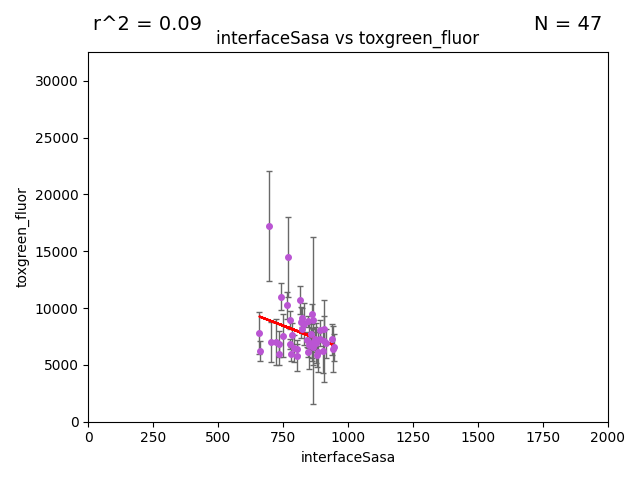 r^2 = 0.09
N = 47
interfaceSasa vs toxgreen_fluor
30000
25000
20000
15000
10000
5000
0
toxgreen_fluor
0 250 500 750 1000 1250 1500 1750 2000
interfaceSasa